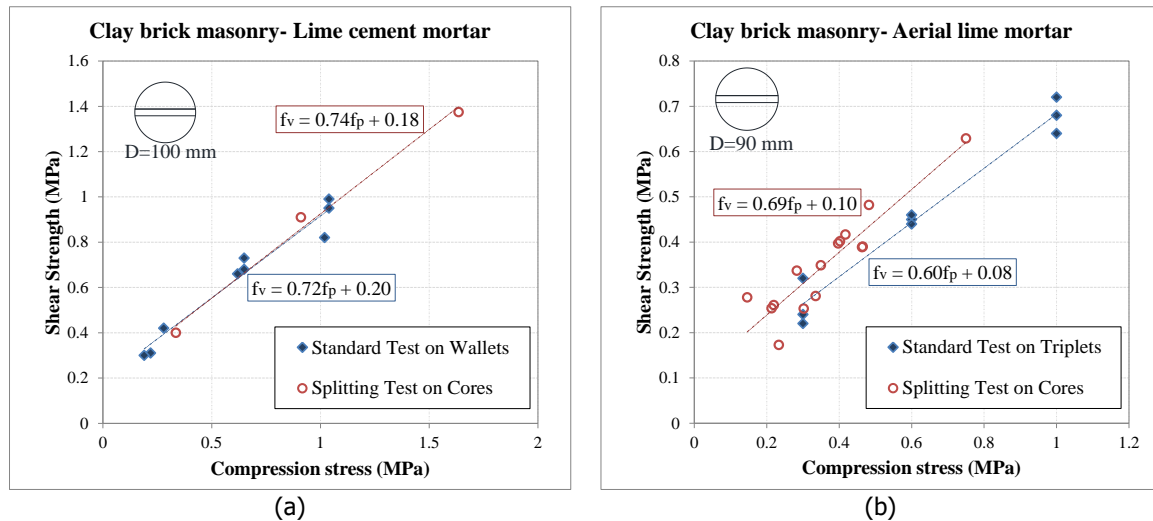 Clay brick masonry- Lime cement mortar
1.6
1.4
1.2
1
0.8
0.6
0.4
0.2
0
Shear Strength (MPa)
D=100 mm
fv = 0.74fp + 0.18
fv = 0.72fp + 0.20
Standard Test on Wallets
Splitting Test on Cores
0 0.5 1 1.5 2
Compression stress (MPa)
(a)
Clay brick masonry- Aerial lime mortar
0.8
0.7
0.6
0.5
0.4
0.3
0.2
0.1
0
Shear Strength (MPa)
D=90 mm
fv = 0.69fp + 0.10
fv = 0.60fp + 0.08
Standard Test on Triplets
Splitting Test on Cores
0 0.2 0.4 0.6 0.8 1 1.2
Compression stress (MPa)
(b)